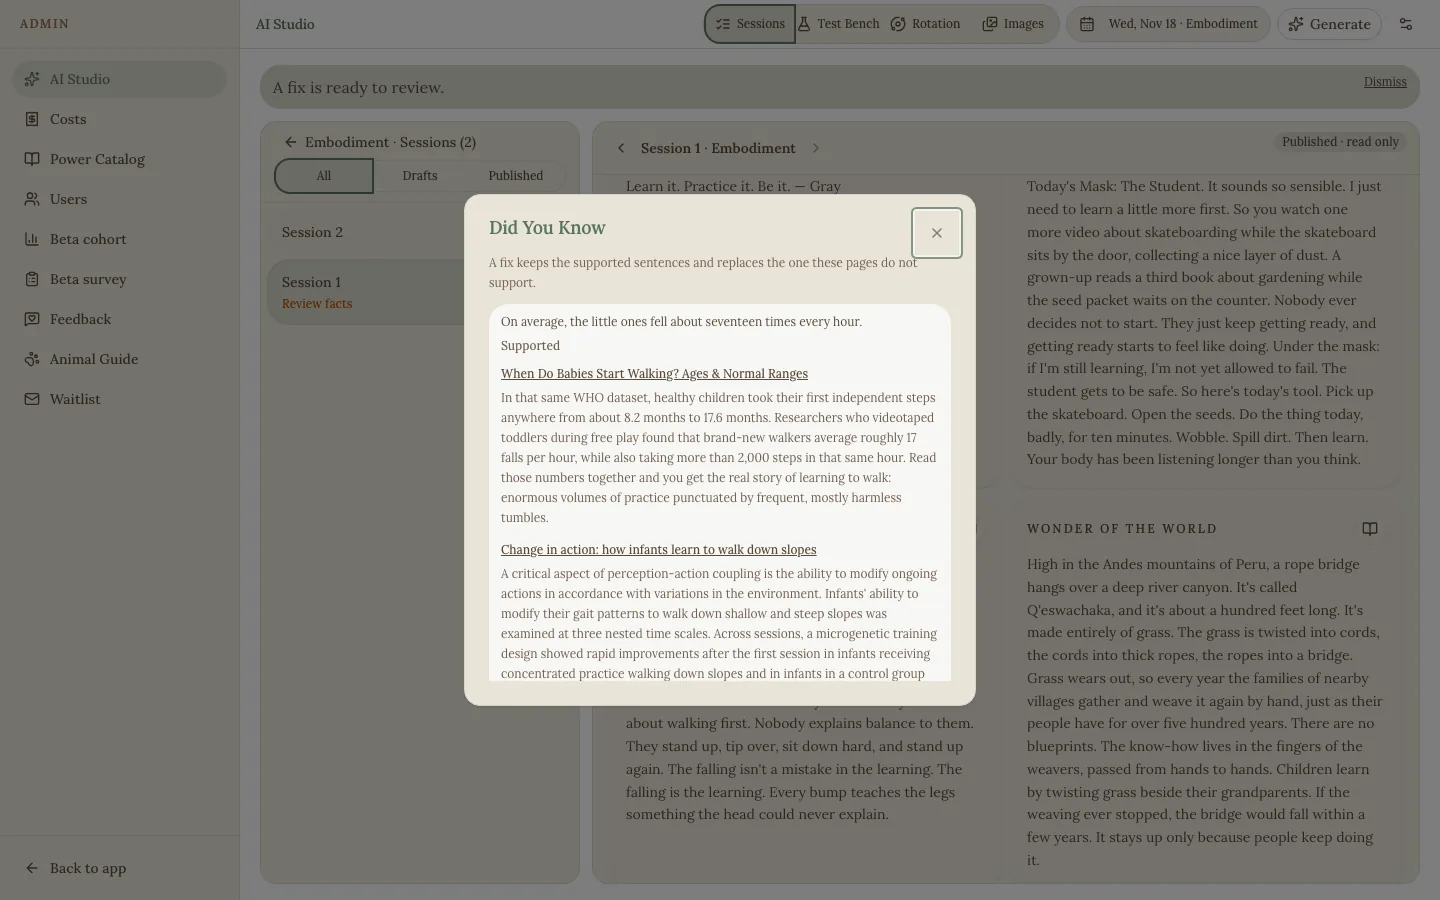 ADMIN
AI Studio
Costs
Power Catalog
Users
Beta cohort
Beta survey
Feedback
Animal Guide
Waitlist
Back to app
AI Studio
Sessions
Test Bench
Rotation
Images
Wed, Nov 18 · Embodiment
Generate
A fix is ready to review.
Dismiss
Embodiment · Sessions (2)
All
Drafts
Published
Session 2
Session 1
Review facts
Session 1 · Embodiment
Published · read only
Learn it. Practice it. Be it. — Gray
Did You Know
A fix keeps the supported sentences and replaces the one these pages do not
support.
On average, the little ones fell about seventeen times every hour.
Supported
When Do Babies Start Walking? Ages & Normal Ranges
In that same WHO dataset, healthy children took their first independent steps
anywhere from about 8.2 months to 17.6 months. Researchers who videotaped
toddlers during free play found that brand-new walkers average roughly 17
falls per hour, while also taking more than 2,000 steps in that same hour. Read
those numbers together and you get the real story of learning to walk:
enormous volumes of practice punctuated by frequent, mostly harmless
tumbles.
Change in action: how infants learn to walk down slopes
A critical aspect of perception-action coupling is the ability to modify ongoing
actions in accordance with variations in the environment. Infants' ability to
modify their gait patterns to walk down shallow and steep slopes was
examined at three nested time scales. Across sessions, a microgenetic training
design showed rapid improvements after the first session in infants receiving
concentrated practice walking down slopes and in infants in a control group
about walking first. Nobody explains balance to them.
They stand up, tip over, sit down hard, and stand up
again. The falling isn't a mistake in the learning. The
falling is the learning. Every bump teaches the legs
something the head could never explain.
Today's Mask: The Student. It sounds so sensible. I just
need to learn a little more first. So you watch one
more video about skateboarding while the skateboard
sits by the door, collecting a nice layer of dust. A
grown-up reads a third book about gardening while
the seed packet waits on the counter. Nobody ever
decides not to start. They just keep getting ready, and
getting ready starts to feel like doing. Under the mask:
if I'm still learning, I'm not yet allowed to fail. The
student gets to be safe. So here's today's tool. Pick up
the skateboard. Open the seeds. Do the thing today,
badly, for ten minutes. Wobble. Spill dirt. Then learn.
Your body has been listening longer than you think.
WONDER OF THE WORLD
High in the Andes mountains of Peru, a rope bridge
hangs over a deep river canyon. It's called
Q'eswachaka, and it's about a hundred feet long. It's
made entirely of grass. The grass is twisted into cords,
the cords into thick ropes, the ropes into a bridge.
Grass wears out, so every year the families of nearby
villages gather and weave it again by hand, just as their
people have for over five hundred years. There are no
blueprints. The know-how lives in the fingers of the
weavers, passed from hands to hands. Children learn
by twisting grass beside their grandparents. If the
weaving ever stopped, the bridge would fall within a
few years. It stays up only because people keep doing
it.